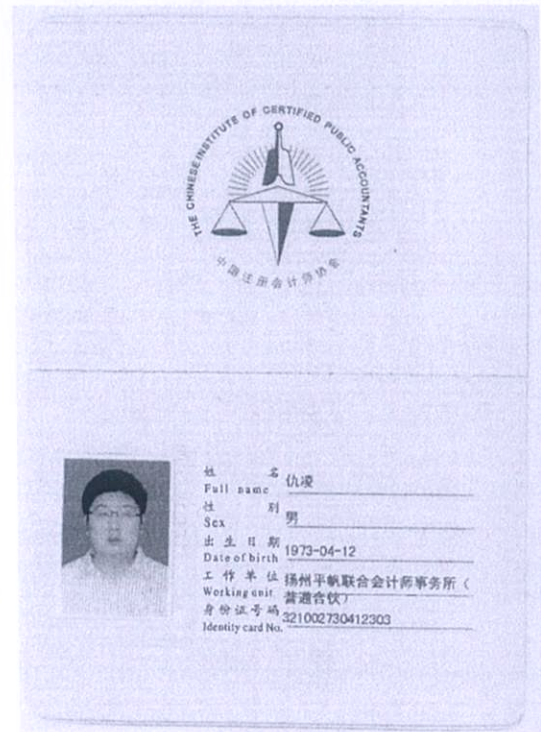 THE CHINESE INSTITUTE OF CERTIFIED PUBLIC ACCOUNTANTS
中国注册会计师协会
姓 名 仇凌
Full name
性 别 男
Sex
出生日期 1973-04-12
Date of birth
工作单位 扬州平帆联合会计师事务所（
Working unit 普通合伙）
身份证号码 321002730412303
Identity card No.